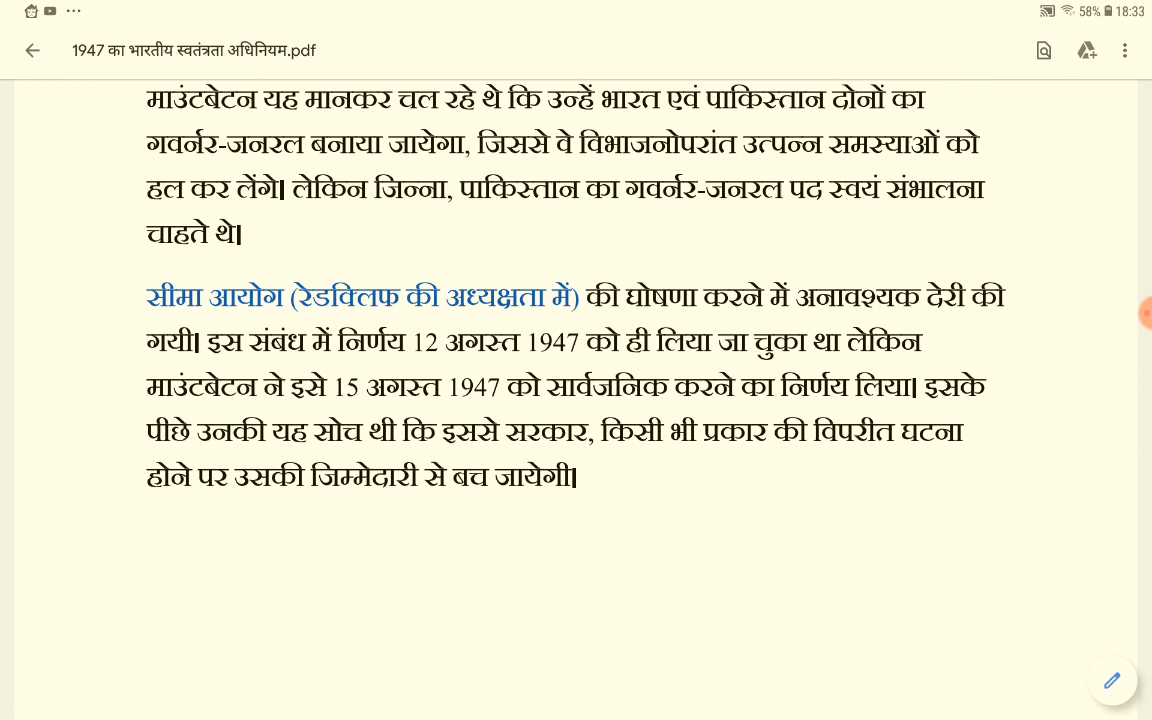 58% 18:33
1947 का भारतीय स्वतंत्रता अधिनियम.pdf
माउंटबेटन यह मानकर चल रहे थे कि उन्हें भारत एवं पाकिस्तान दोनों का
गवर्नर-जनरल बनाया जायेगा, जिससे वे विभाजनोपरांत उत्पन्न समस्याओं को
हल कर लेंगे| लेकिन जिन्ना, पाकिस्तान का गवर्नर-जनरल पद स्वयं संभालना
चाहते थे|
सीमा आयोग (रेडक्लिफ की अध्यक्षता में) की घोषणा करने में अनावश्यक देरी की
गयी| इस संबंध में निर्णय 12 अगस्त 1947 को ही लिया जा चुका था लेकिन
माउंटबेटन ने इसे 15 अगस्त 1947 को सार्वजनिक करने का निर्णय लिया| इसके
पीछे उनकी यह सोच थी कि इससे सरकार, किसी भी प्रकार की विपरीत घटना
होने पर उसकी जिम्मेदारी से बच जायेगी|